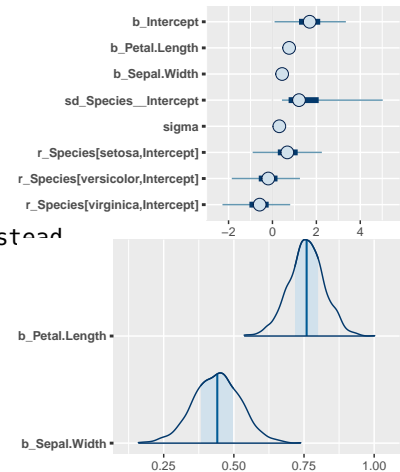 b_Intercept
b_Petal.Length
b_Sepal.Width
sd_Species__Intercept
sigma
r_Species[setosa,Intercept]
r_Species[versicolor,Intercept]
r_Species[virginica,Intercept]
−2 0 2 4
stead
b_Petal.Length
b_Sepal.Width
0.25 0.50 0.75 1.00